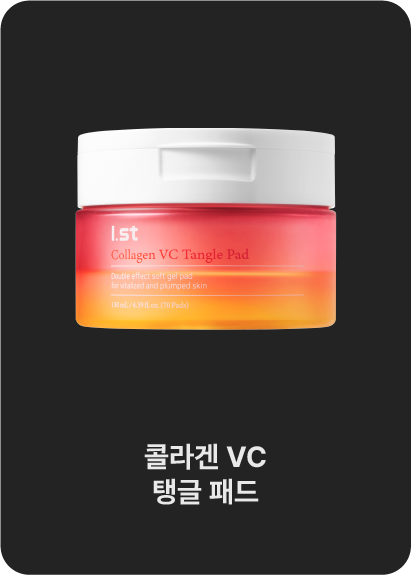 I.st
Collagen VC Tangle Pad
Double effect soft gel pad
for vitalized and plumped skin
콜라겐 VC
탱글 패드